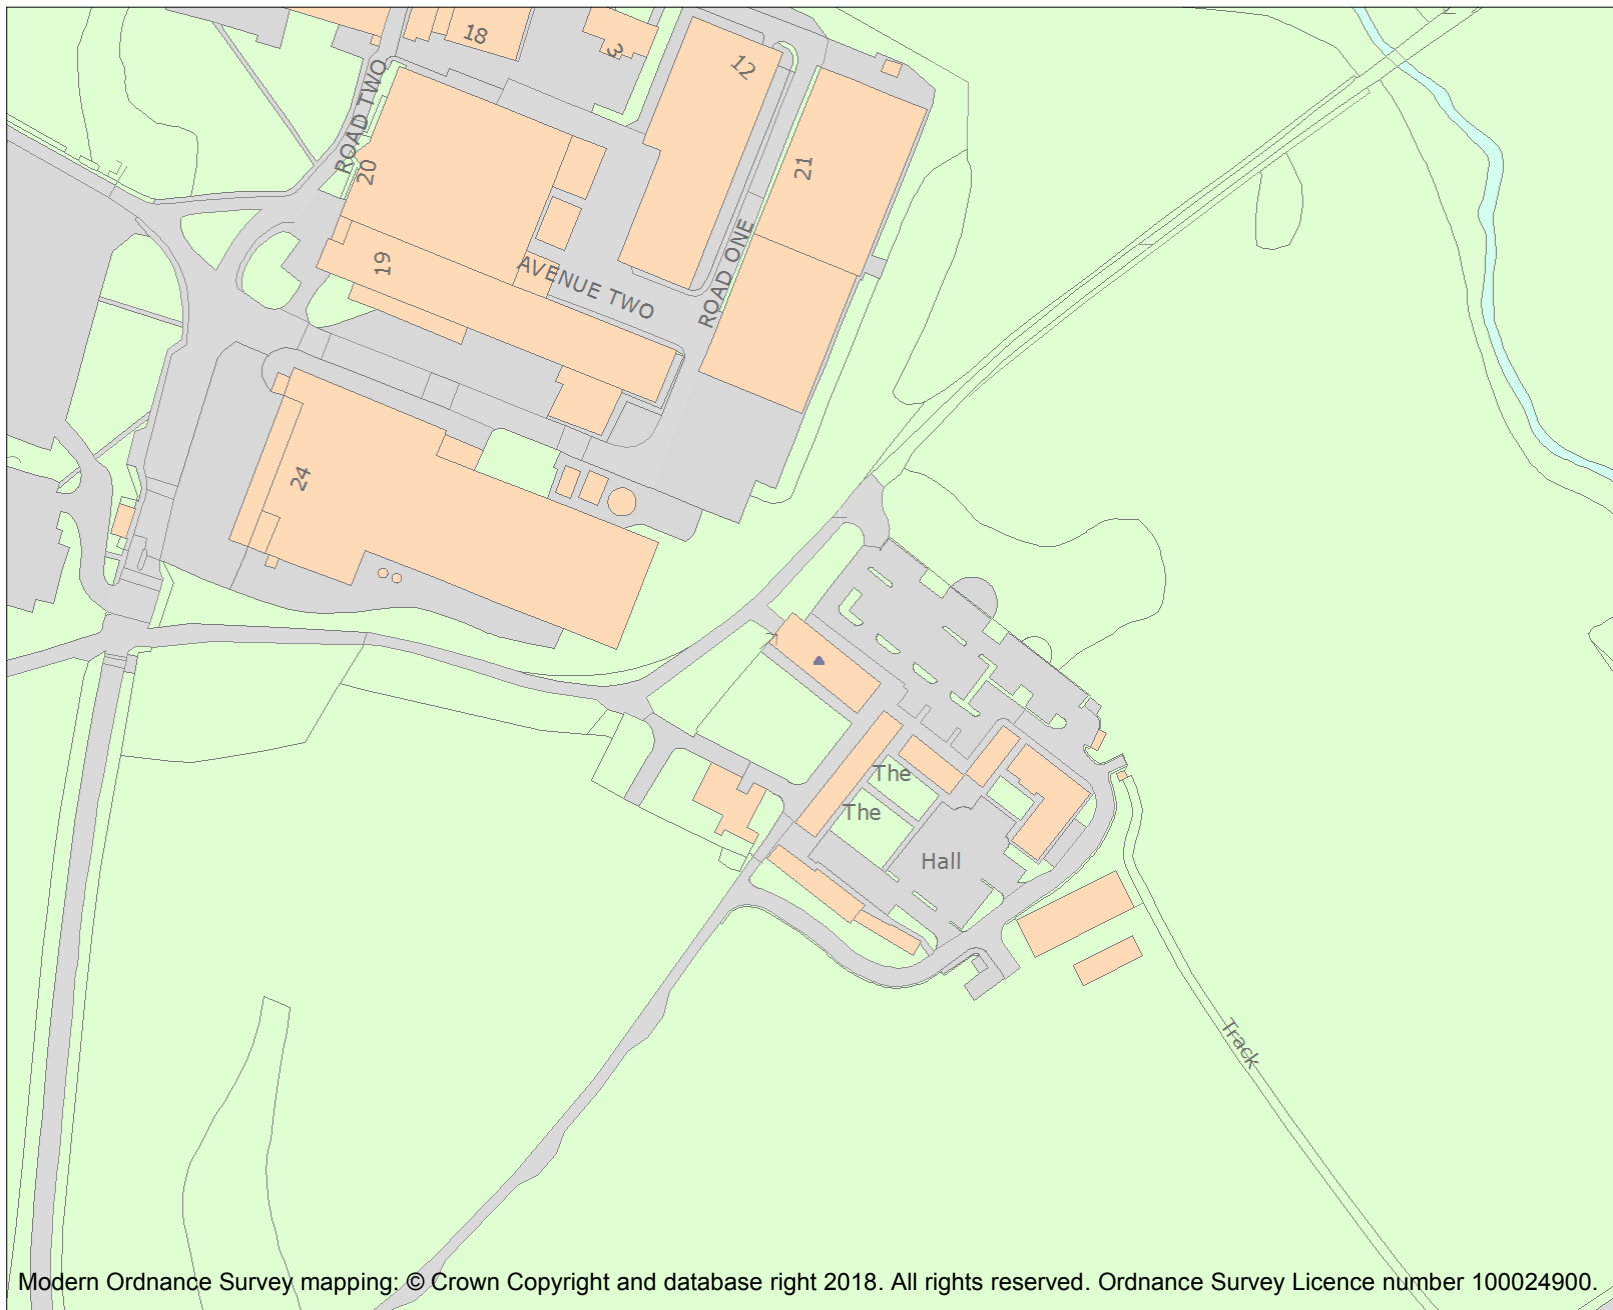 18
3
12
ROAD TWO
20
21
19
AVENUE TWO
ROAD ONE
24
The
The
Hall
Track
Modern Ordnance Survey mapping: © Crown Copyright and database right 2018. All rights reserved. Ordnance Survey Licence number 100024900.